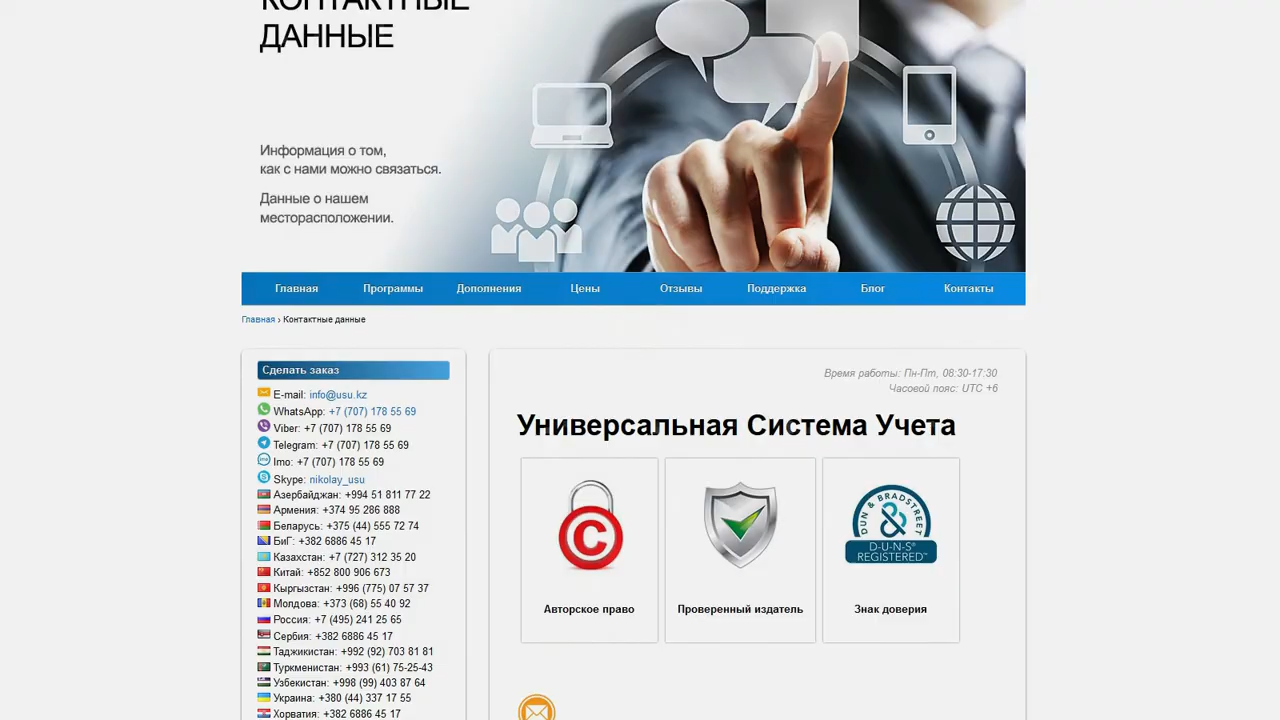 КОНТАКТНЫЕ
ДАННЫЕ
Информация о том,
как с нами можно связаться.
Данные о нашем
месторасположении.
Главная
Программы
Дополнения
Цены
Отзывы
Поддержка
Блог
Контакты
Главная › Контактные данные
Сделать заказ
E-mail: info@usu.kz
WhatsApp: +7 (707) 178 55 69
Viber: +7 (707) 178 55 69
Telegram: +7 (707) 178 55 69
Imo: +7 (707) 178 55 69
Skype: nikolay_usu
Азербайджан: +994 51 811 77 22
Армения: +374 95 286 888
Беларусь: +375 (44) 555 72 74
БиГ: +382 6886 45 17
Казахстан: +7 (727) 312 35 20
Китай: +852 800 906 673
Кыргызстан: +996 (775) 07 57 37
Молдова: +373 (68) 55 40 92
Россия: +7 (495) 241 25 65
Сербия: +382 6886 45 17
Таджикистан: +992 (92) 703 81 81
Туркменистан: +993 (61) 75-25-43
Узбекистан: +998 (99) 403 87 64
Украина: +380 (44) 337 17 55
Хорватия: +382 6886 45 17
Время работы: Пн-Пт, 08:30-17:30
Часовой пояс: UTC +6
Универсальная Система Учета
C
DUN & BRADSTREET
D-U-N-S®
REGISTERED™
Авторское право
Проверенный издатель
Знак доверия